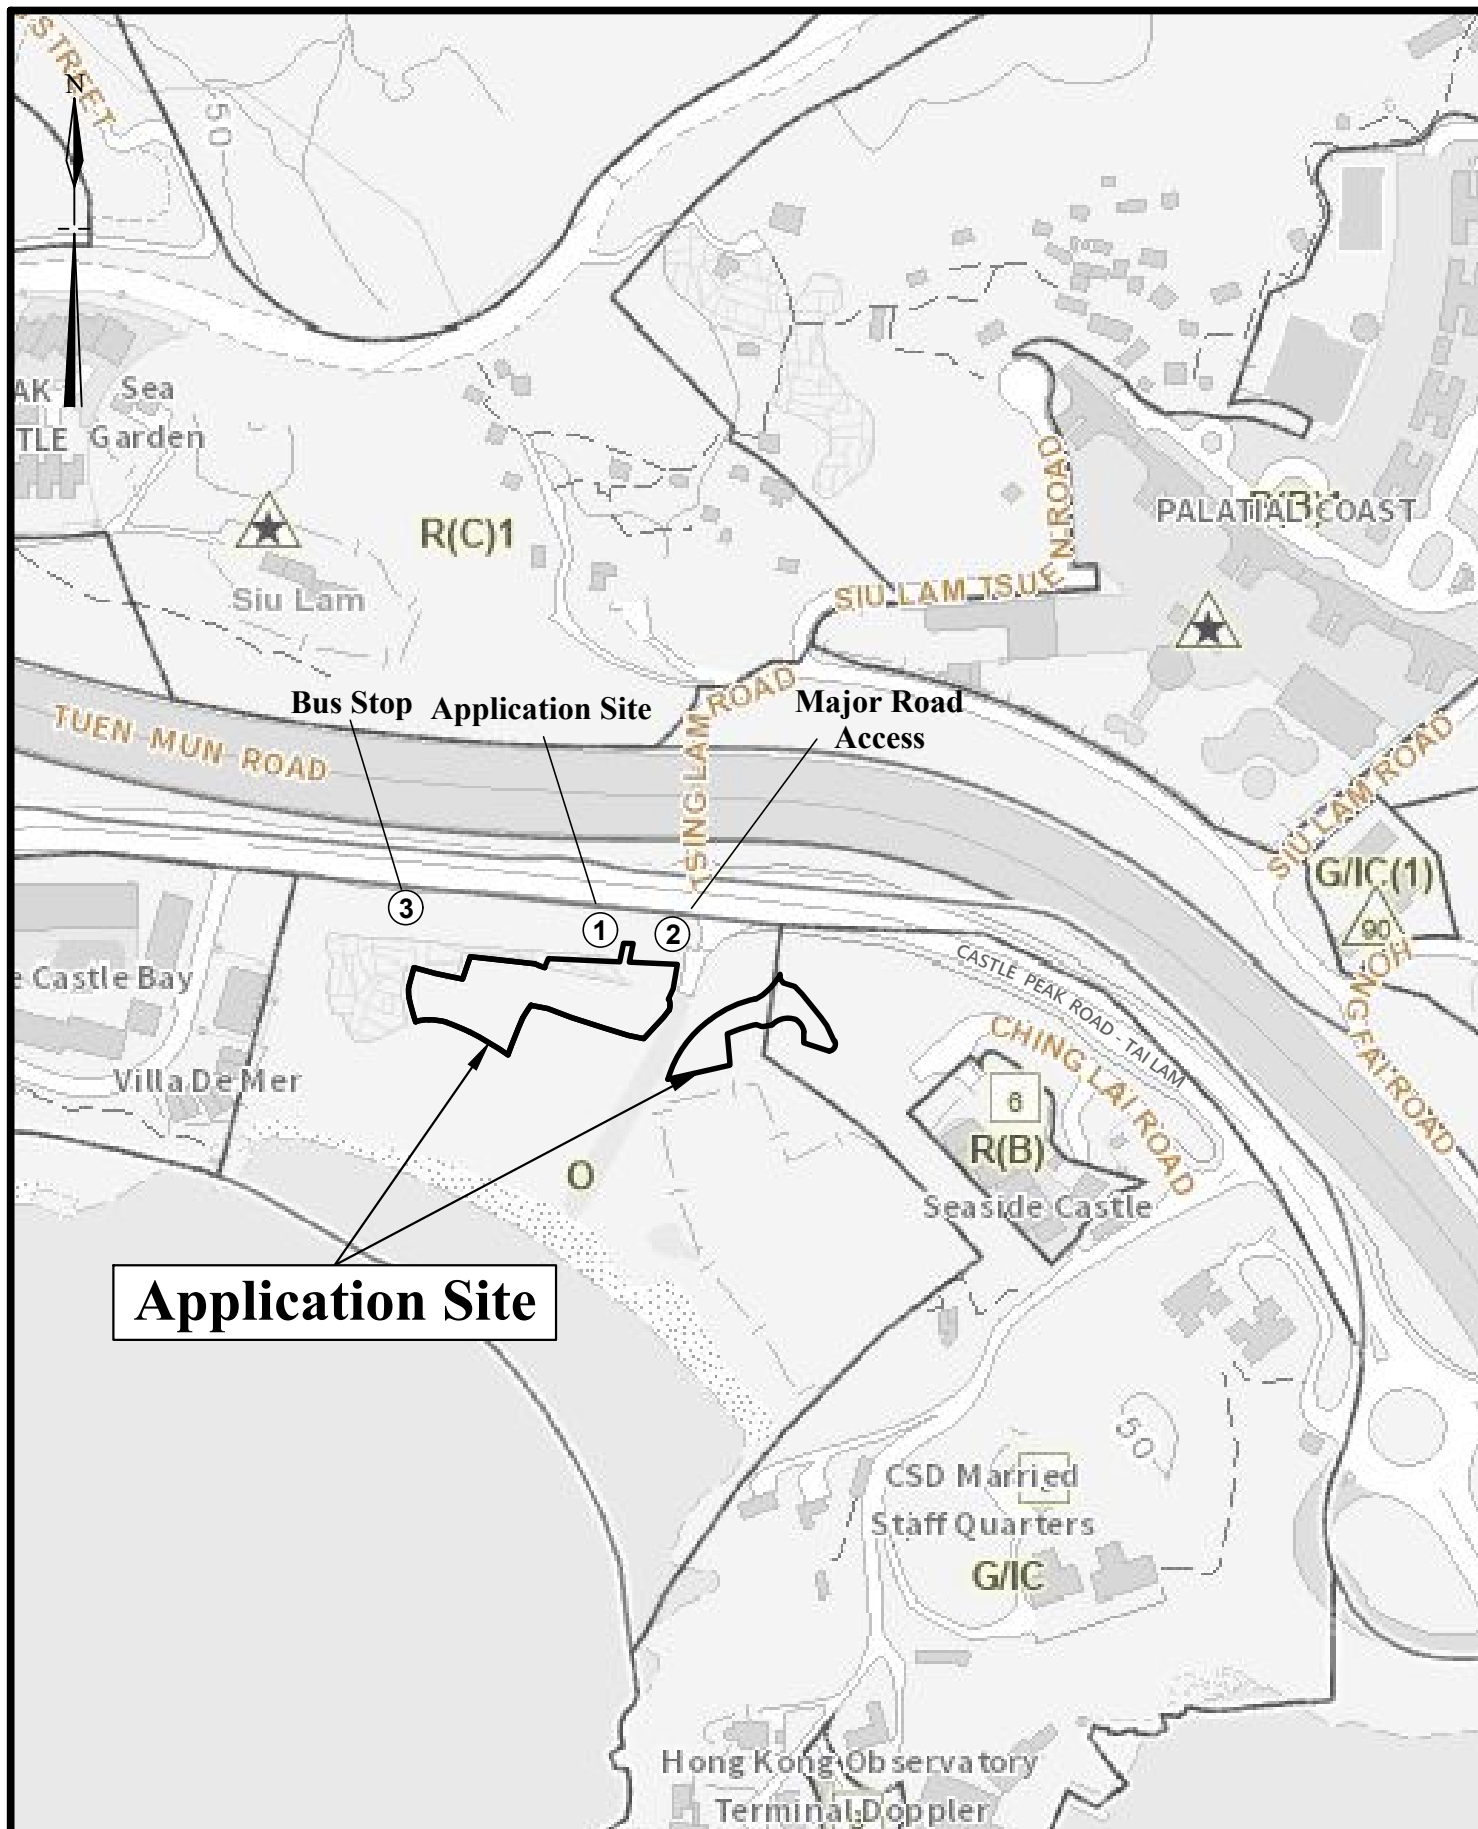 STREET
N
50
AK
TLE
Sea
Garden
R(C)1
Siu Lam
PALATIAL COAST
R(B)1
SIU LAM TSUEN ROAD
TUEN MUN ROAD
Bus Stop
Application Site
Major Road
Access
TSING LAM ROAD
SIU LAM ROAD
G/IC(1)
90
HONG FAI ROAD
3
1
2
e Castle Bay
Villa De Mer
CASTLE PEAK ROAD - TAI LAM
CHING LAI ROAD
6
R(B)
Seaside Castle
O
Application Site
50
CSD Married
Staff Quarters
G/IC
Hong Kong Observatory
Terminal Doppler